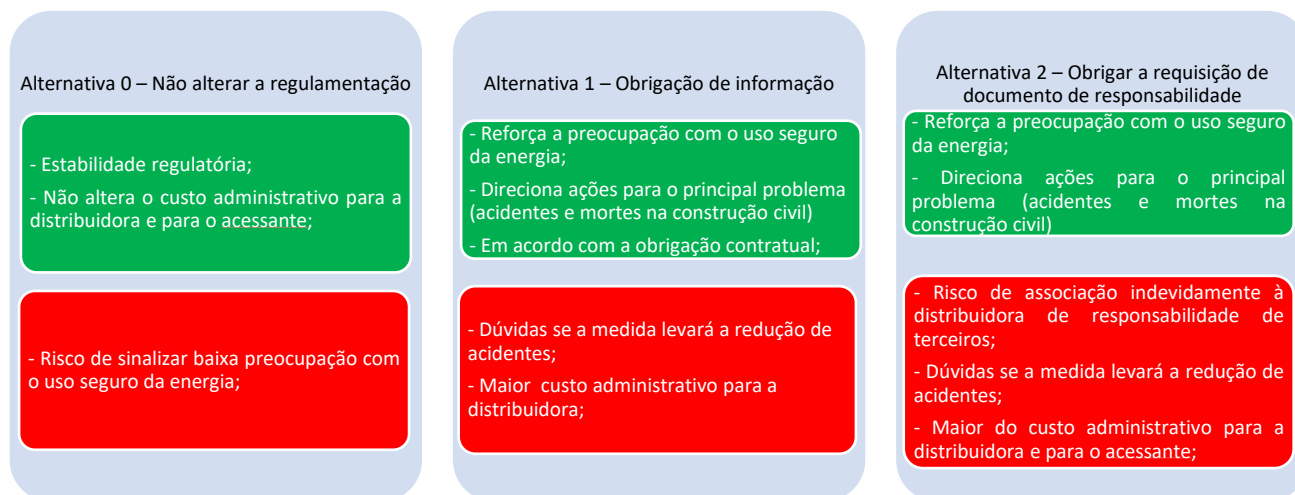 Alternativa 0 – Não alterar a regulamentação
- Estabilidade regulatória;
- Não altera o custo administrativo para a
distribuidora e para o acessante;
- Risco de sinalizar baixa preocupação com
o uso seguro da energia;
Alternativa 1 – Obrigação de informação
- Reforça a preocupação com o uso seguro
da energia;
- Direciona ações para o principal problema
(acidentes e mortes na construção civil)
- Em acordo com a obrigação contratual;
- Dúvidas se a medida levará a redução de
acidentes;
- Maior custo administrativo para a
distribuidora;
Alternativa 2 – Obrigar a requisição de
documento de responsabilidade
- Reforça a preocupação com o uso seguro
da energia;
- Direciona ações para o principal
problema (acidentes e mortes na
construção civil)
- Risco de associação indevidamente à
distribuidora de responsabilidade de
terceiros;
- Dúvidas se a medida levará a redução de
acidentes;
- Maior do custo administrativo para a
distribuidora e para o acessante;